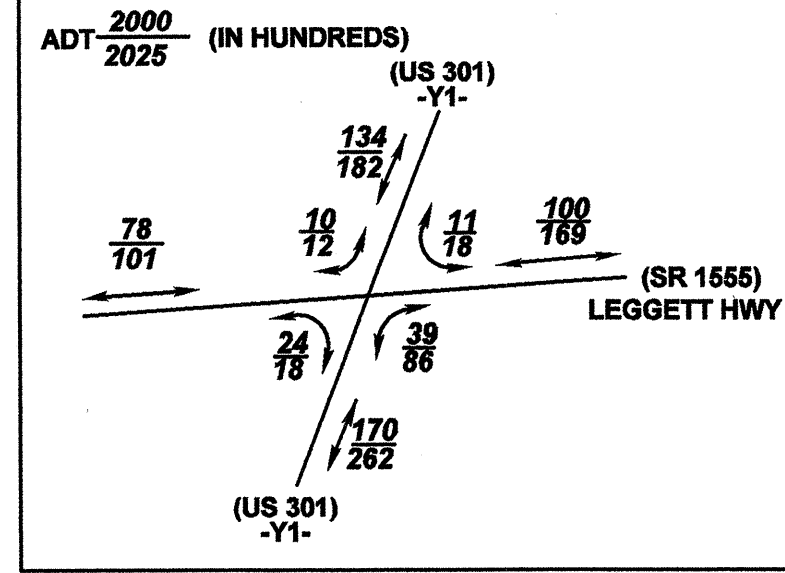 ADT 2000
2025 (IN HUNDREDS)
(US 301)
-Y1-
134
182
10
12
11
18
100
169
78
101
(SR 1555)
LEGGETT HWY
24
18
39
86
170
262
(US 301)
-Y1-